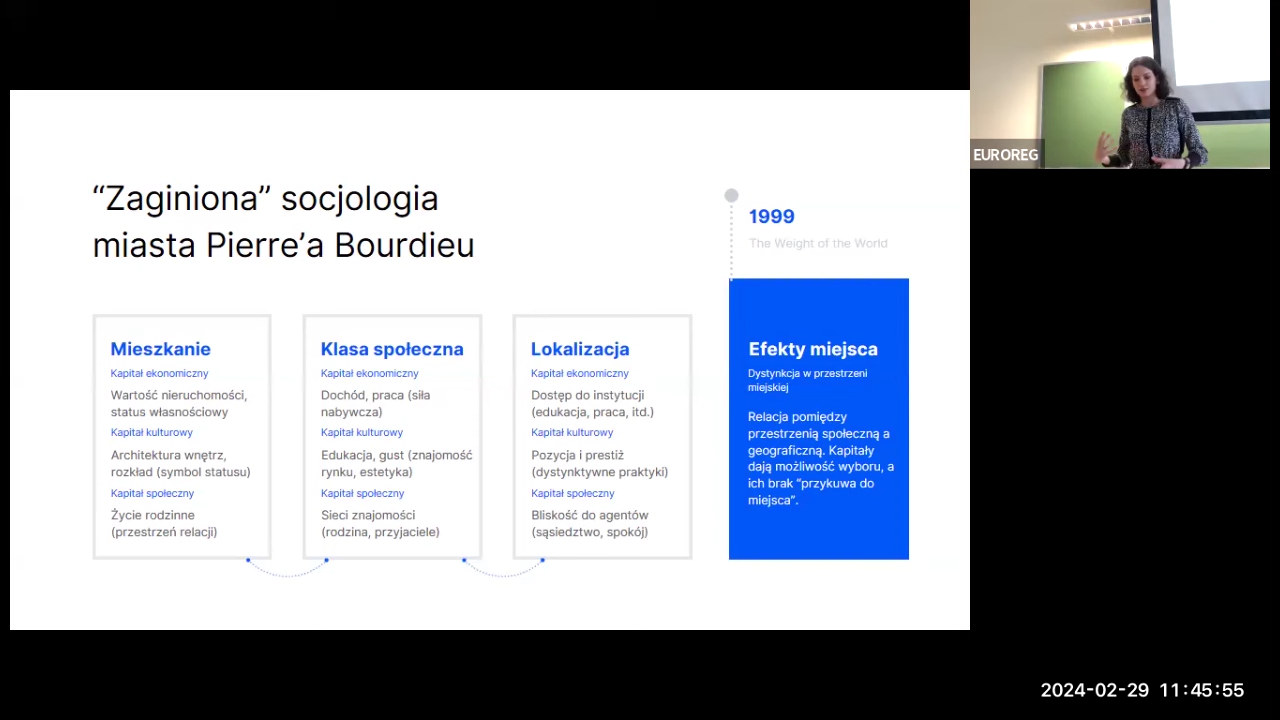 “Zaginiona” socjologia
miasta Pierre’a Bourdieu
Mieszkanie
Kapitał ekonomiczny
Wartość nieruchomości,
status własnościowy
Kapitał kulturowy
Architektura wnętrz,
rozkład (symbol statusu)
Kapitał społeczny
Życie rodzinne
(przestrzeń relacji)
Klasa społeczna
Kapitał ekonomiczny
Dochód, praca (siła
nabywcza)
Kapitał kulturowy
Edukacja, gust (znajomość
rynku, estetyka)
Kapitał społeczny
Sieci znajomości
(rodzina, przyjaciele)
Lokalizacja
Kapitał ekonomiczny
Dostęp do instytucji
(edukacja, praca, itd.)
Kapitał kulturowy
Pozycja i prestiż
(dystynktywne praktyki)
Kapitał społeczny
Bliskość do agentów
(sąsiedztwo, spokój)
1999
The Weight of the World
Efekty miejsca
Dystynkcja w przestrzeni
miejskiej
Relacja pomiędzy
przestrzenią społeczną a
geograficzną. Kapitały
dają możliwość wyboru, a
ich brak “przykuwa do
miejsca”.
EUROREG
2024-02-29 11:45:55